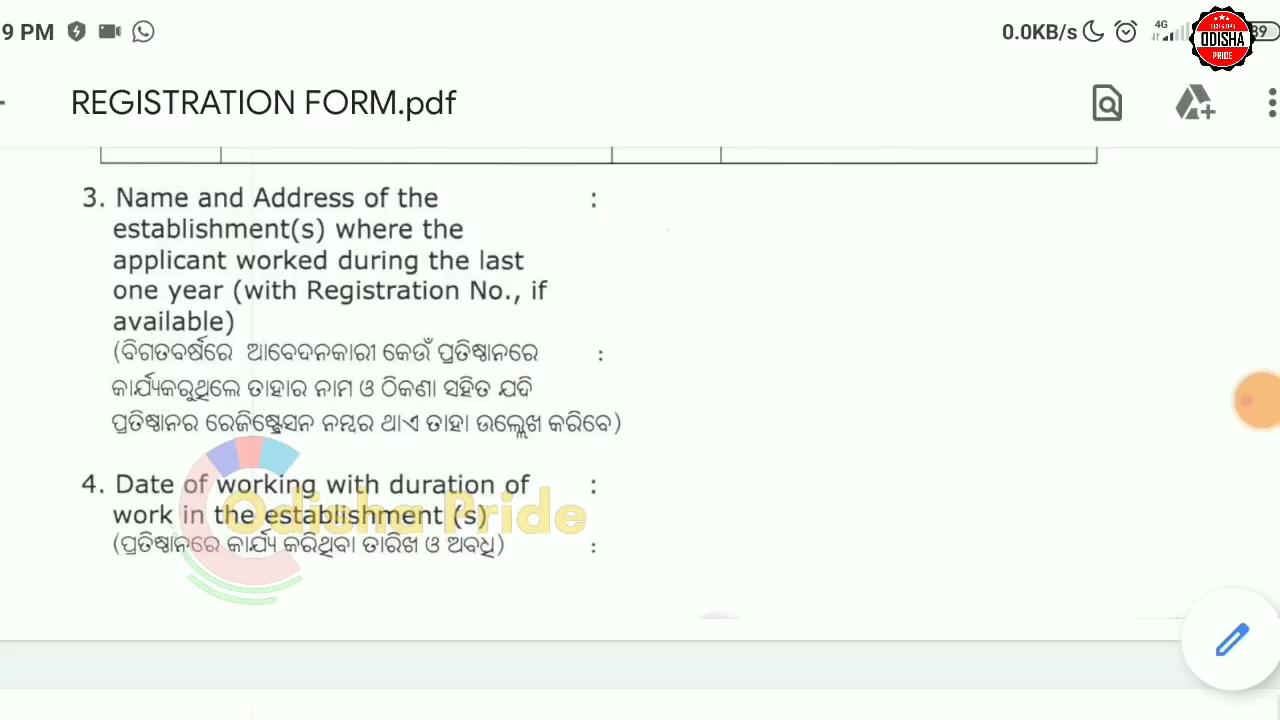 9 PM
0.0KB/s
4G
89
ODISHA
PRIDE
REGISTRATION FORM.pdf
3. Name and Address of the :
establishment(s) where the
applicant worked during the last
one year (with Registration No., if
available)
(ବିଗତବର୍ଷରେ ଆବେଦନକାରୀ କେଉଁ ପ୍ରତିଷ୍ଠାନରେ :
କାର୍ଯ୍ୟକରୁଥିଲେ ତାହାର ନାମ ଓ ଠିକଣା ସହିତ ଯଦି
ପ୍ରତିଷ୍ଠାନର ରେଜିଷ୍ଟ୍ରେସନ ନମ୍ବର ଥାଏ ତାହା ଉଲ୍ଲେଖ କରିବେ)
4. Date of working with duration of :
work in the establishment (s)
Odisha Pride
(ପ୍ରତିଷ୍ଠାନରେ କାର୍ଯ୍ୟ କରିଥିବା ତାରିଖ ଓ ଅବଧି) :